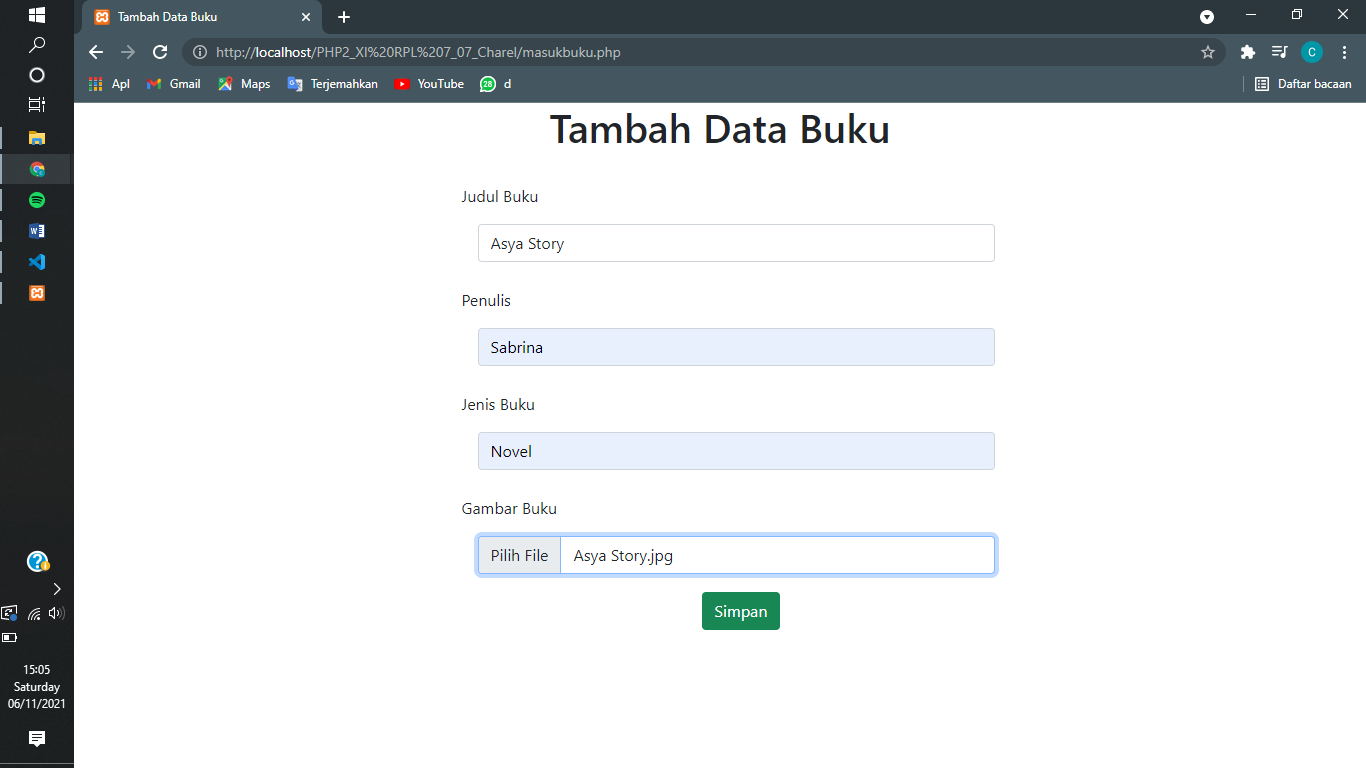 Tambah Data Buku
http://localhost/PHP2_XI%20RPL%207_07_Charel/masukbuku.php
C
Apl
Gmail
Maps
Terjemahkan
YouTube
28
d
Daftar bacaan
Tambah Data Buku
Judul Buku
Asya Story
Penulis
Sabrina
Jenis Buku
Novel
Gambar Buku
Pilih File Asya Story.jpg
Simpan
15:05
Saturday
06/11/2021